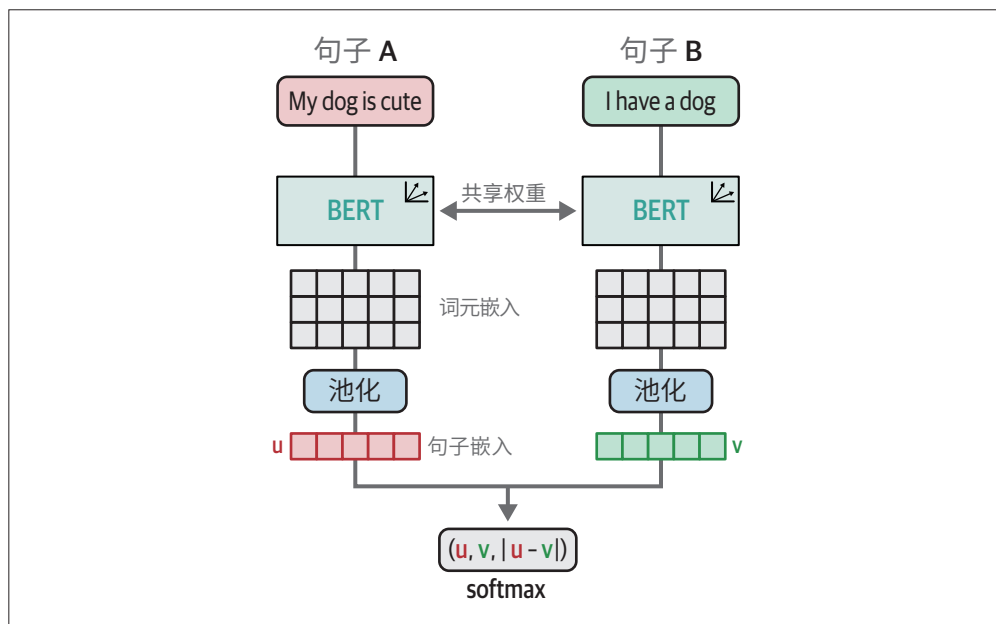 句子 A
句子 B
My dog is cute
I have a dog
BERT
共享权重
BERT
词元嵌入
池化
池化
u
句子嵌入
v
(u, v, | u - v|)
softmax